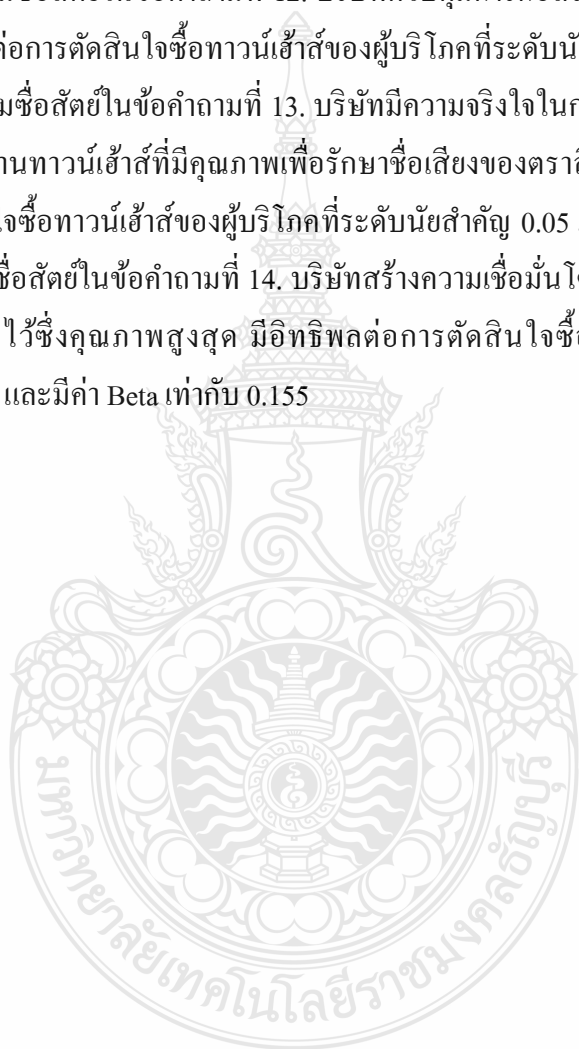 ต่อการตัดสินใจซื้อทาวน์เฮ้าส์ของผู้บริโภคที่ระดับนั
มซื่อสัตย์ในข้อคำถามที่ 13. บริษัทมีความจริงใจในก
านทาวน์เฮ้าส์ที่มีคุณภาพเพื่อรักษาชื่อเสียงของตราสิ
จซื้อทาวน์เฮ้าส์ของผู้บริโภคที่ระดับนัยสำคัญ 0.05
ซื่อสัตย์ในข้อคำถามที่ 14. บริษัทสร้างความเชื่อมั่นโ
ไว้ซึ่งคุณภาพสูงสุด มีอิทธิพลต่อการตัดสินใจซื้
และมีค่า Beta เท่ากับ 0.155
มหาวิทยาลัยเทคโนโลยีราชมงคลธัญบุรี